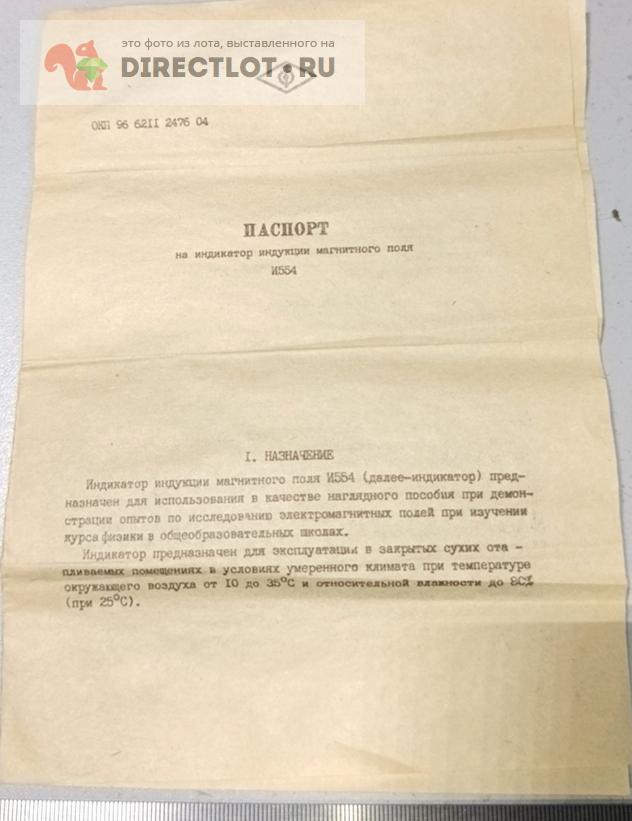 это фото из лота, выставленного на
DIRECTLOT.RU
ОКП 96 6211 2476 04
ПАСПОРТ
на индикатор индукции магнитного поля
И554
I. НАЗНАЧЕНИЕ
Индикатор индукции магнитного поля И554 (далее-индикатор) пред-
назначен для использования в качестве наглядного пособия при демон-
страции опытов по исследованию электромагнитных полей при изучении
курса физики в общеобразовательных школах.
Индикатор предназначен для эксплуатации в закрытых сухих ота -
пливаемых помещениях в условиях умеренного климата при температуре
окружающего воздуха от 10 до 35°С и относительной влажности до 80%
(при 25°С).